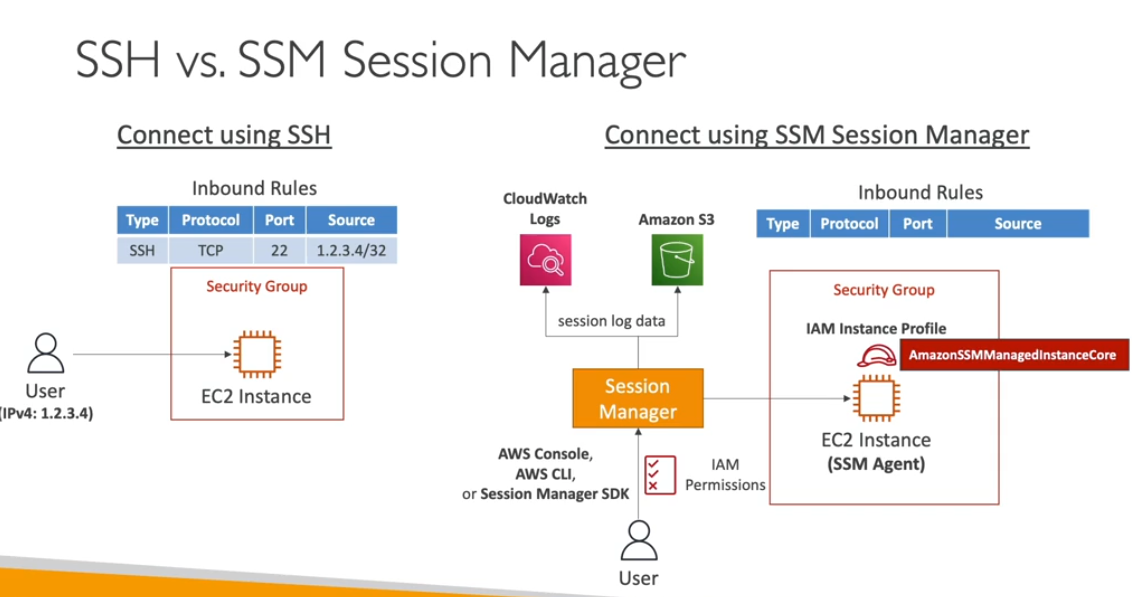 SSH vs. SSM Session Manager
Connect using SSH
Inbound Rules
Type Protocol Port Source
SSH TCP 22 1.2.3.4/32
Security Group
EC2 Instance
User
(IPv4: 1.2.3.4)
Connect using SSM Session Manager
CloudWatch
Logs
Amazon S3
session log data
Session
Manager
AWS Console,
AWS CLI,
or Session Manager SDK
IAM
Permissions
User
Inbound Rules
Type Protocol Port Source
Security Group
IAM Instance Profile
AmazonSSMManagedInstanceCore
EC2 Instance
(SSM Agent)